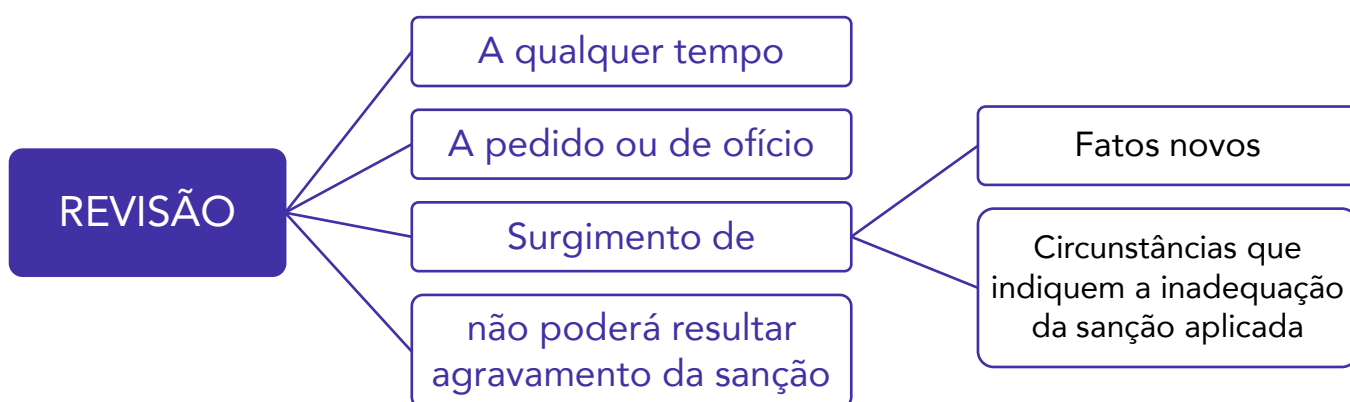 REVISÃO
A qualquer tempo
A pedido ou de ofício
Surgimento de
não poderá resultar
agravamento da sanção
Fatos novos
Circunstâncias que
indiquem a inadequação
da sanção aplicada